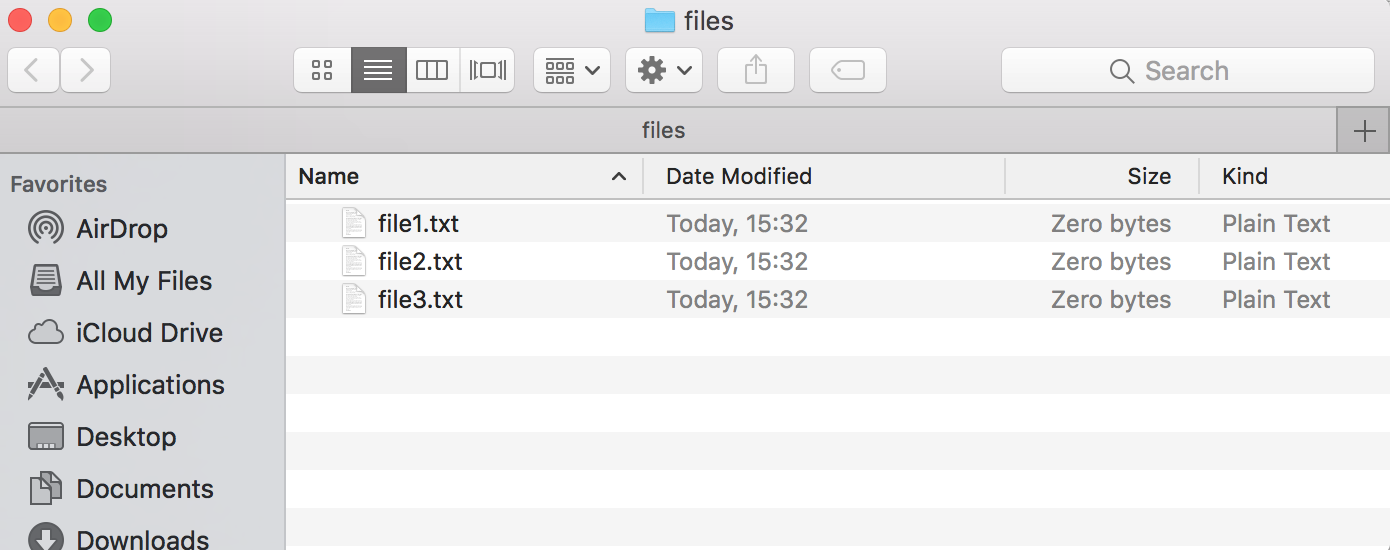 files
Search
files
Favorites
AirDrop
All My Files
iCloud Drive
Applications
Desktop
Documents
Downloads
Name Date Modified Size Kind
file1.txt Today, 15:32 Zero bytes Plain Text
file2.txt Today, 15:32 Zero bytes Plain Text
file3.txt Today, 15:32 Zero bytes Plain Text